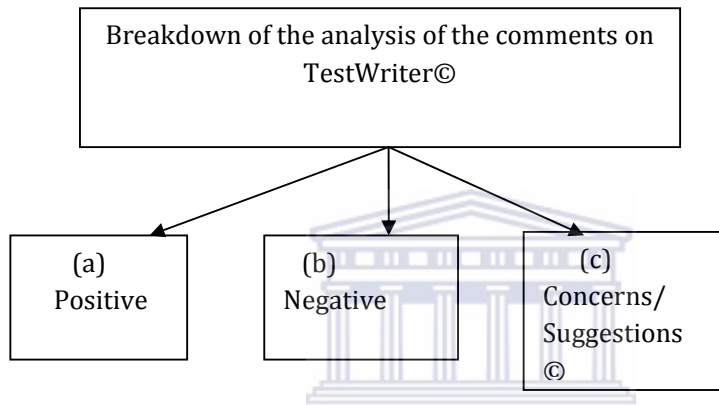 Breakdown of the analysis of the comments on
TestWriter©
(a)
Positive
(b)
Negative
(c)
Concerns/
Suggestions
©